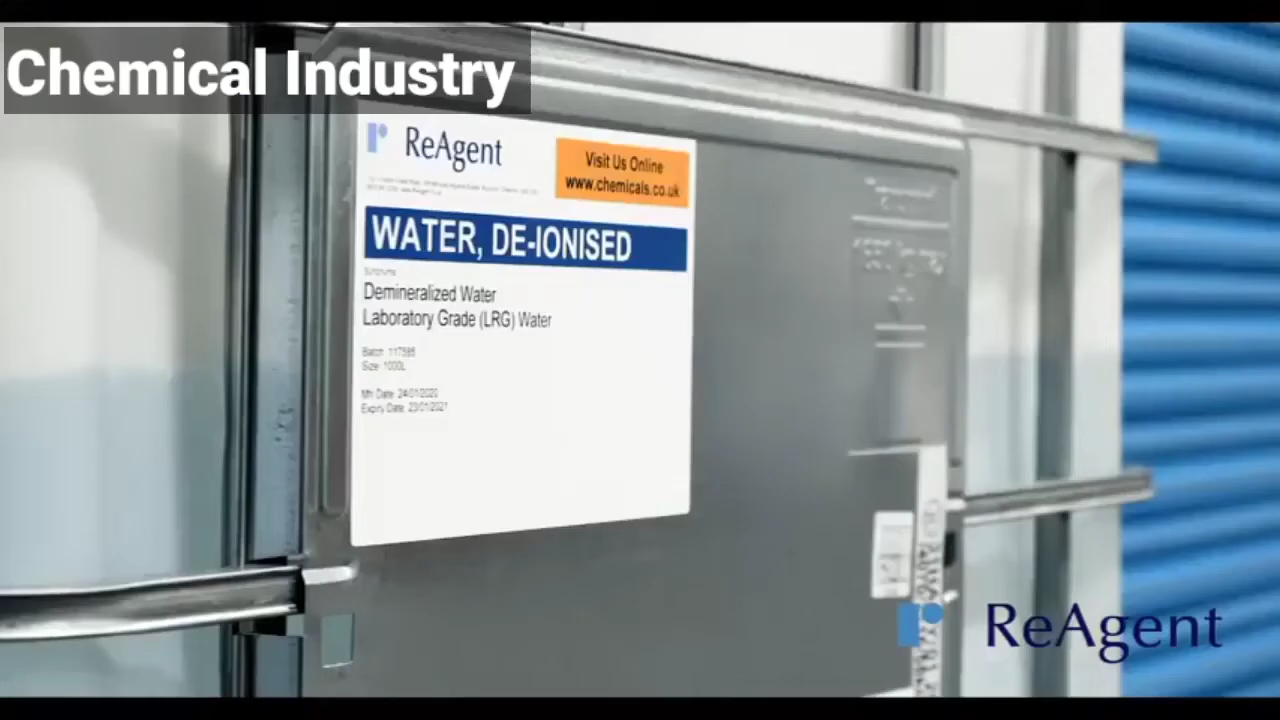 Chemical Industry
ReAgent
Visit Us Online
www.chemicals.co.uk
WATER, DE-IONISED
Synonyms
Demineralized Water
Laboratory Grade (LRG) Water
Batch: 117585
Size: 1000L
Mfr Date: 24/01/2020
Expiry Date: 23/01/2021
ReAgent